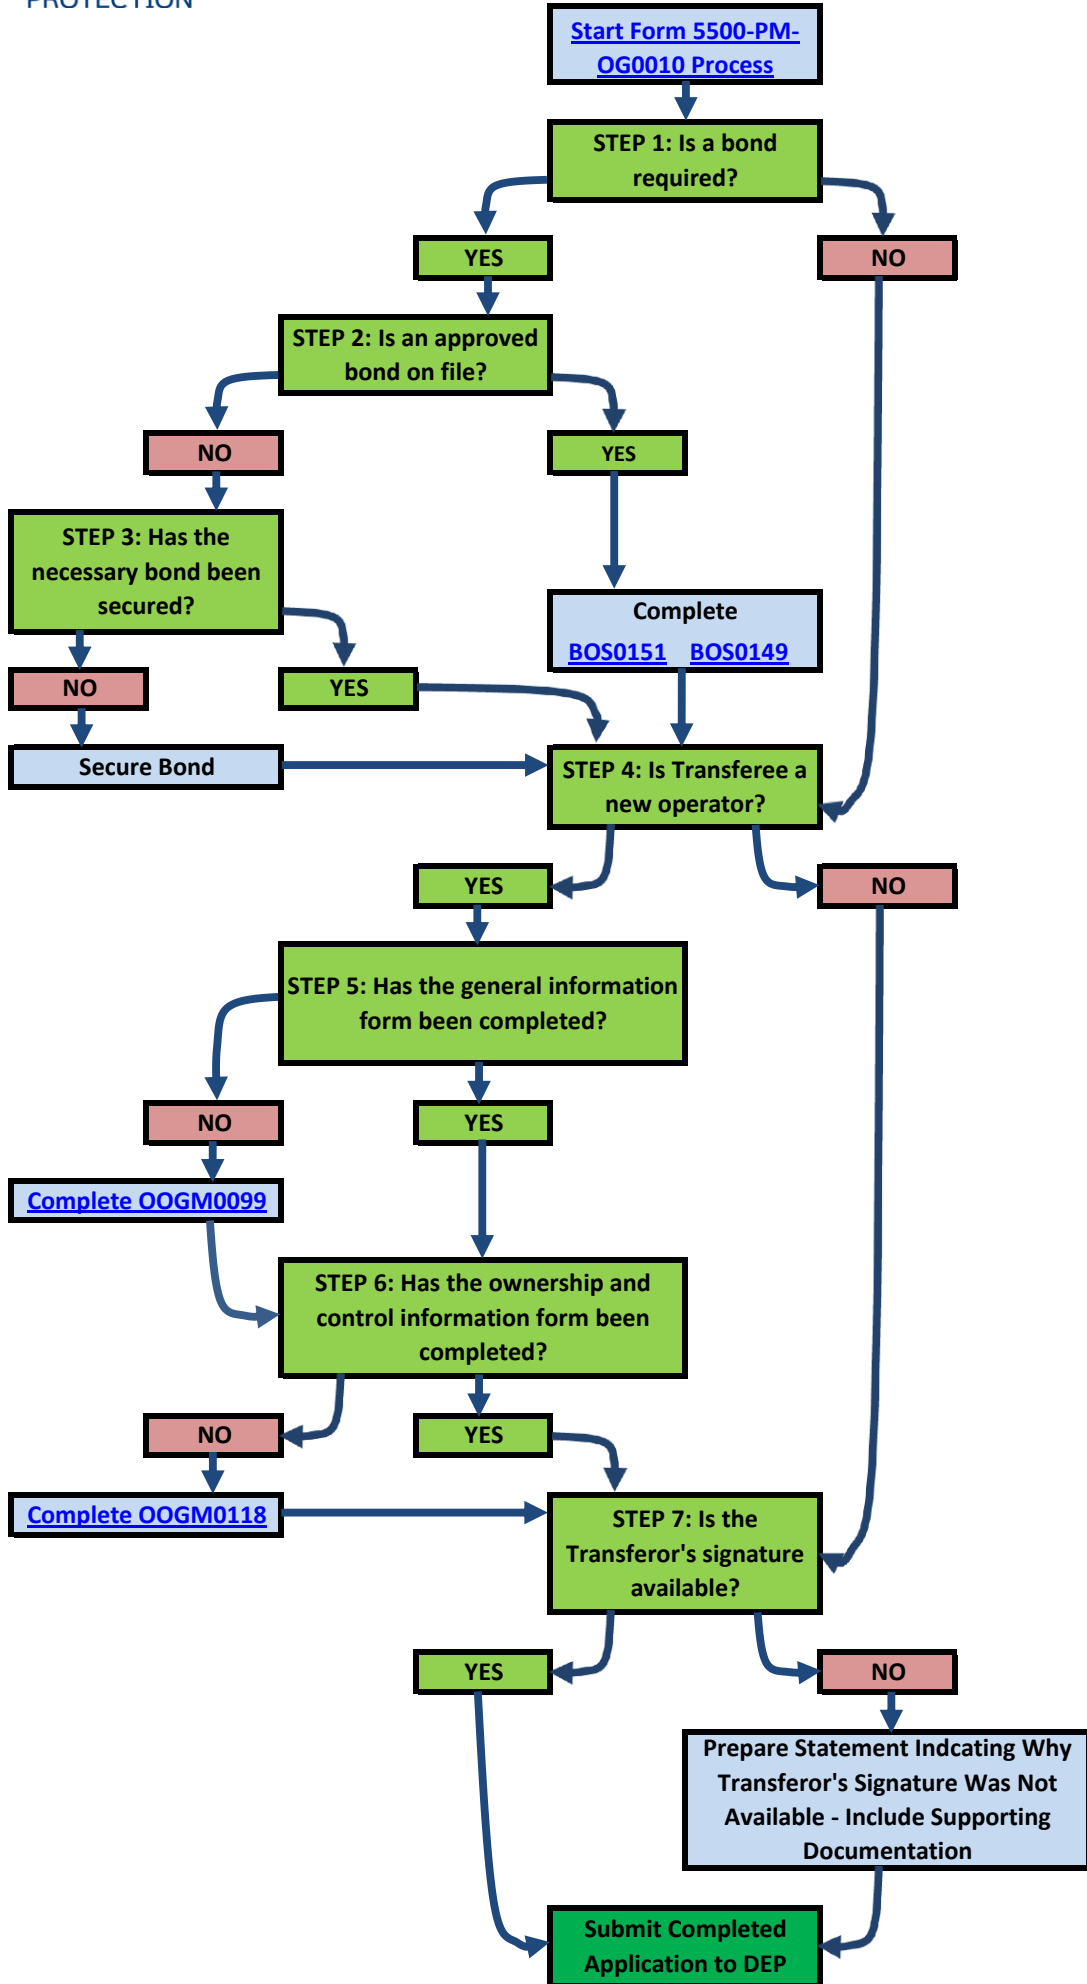 PROTECTION
Start Form 5500-PM-
OG0010 Process
STEP 1: Is a bond
required?
YES
NO
STEP 2: Is an approved
bond on file?
NO
YES
STEP 3: Has the
necessary bond been
secured?
Complete
BOS0151 BOS0149
NO
YES
Secure Bond
STEP 4: Is Transferee a
new operator?
YES
NO
STEP 5: Has the general information
form been completed?
NO
YES
Complete OOGM0099
STEP 6: Has the ownership and
control information form been
completed?
NO
YES
Complete OOGM0118
STEP 7: Is the
Transferor's signature
available?
YES
NO
Prepare Statement Indcating Why
Transferor's Signature Was Not
Available - Include Supporting
Documentation
Submit Completed
Application to DEP